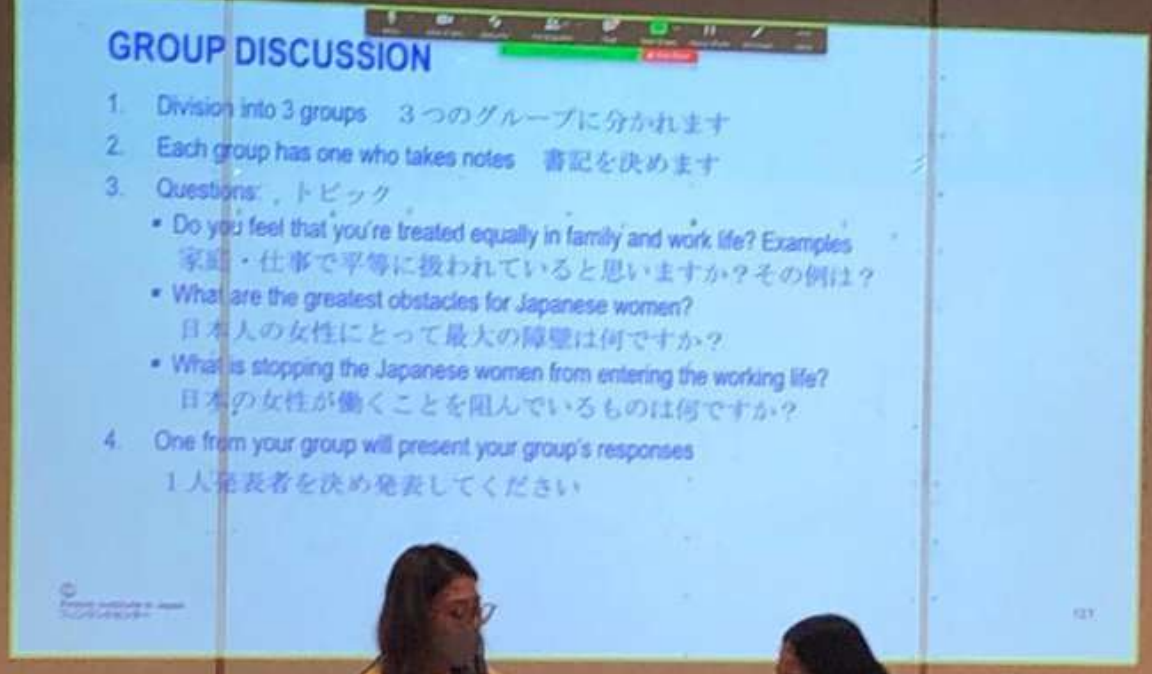 GROUP DISCUSSION
1. Division into 3 groups 3つのグループに分かれます
2. Each group has one who takes notes 書記を決めます
3. Questions: トピック
• Do you feel that you're treated equally in family and work life? Examples
家庭・仕事で平等に扱われていると思いますか?その例は?
• What are the greatest obstacles for Japanese women?
日本人の女性にとって最大の障壁は何ですか?
• What is stopping the Japanese women from entering the working life?
日本の女性が働くことを阻んでいるものは何ですか?
4. One from your group will present your group's responses
1人発表者を決め発表してください